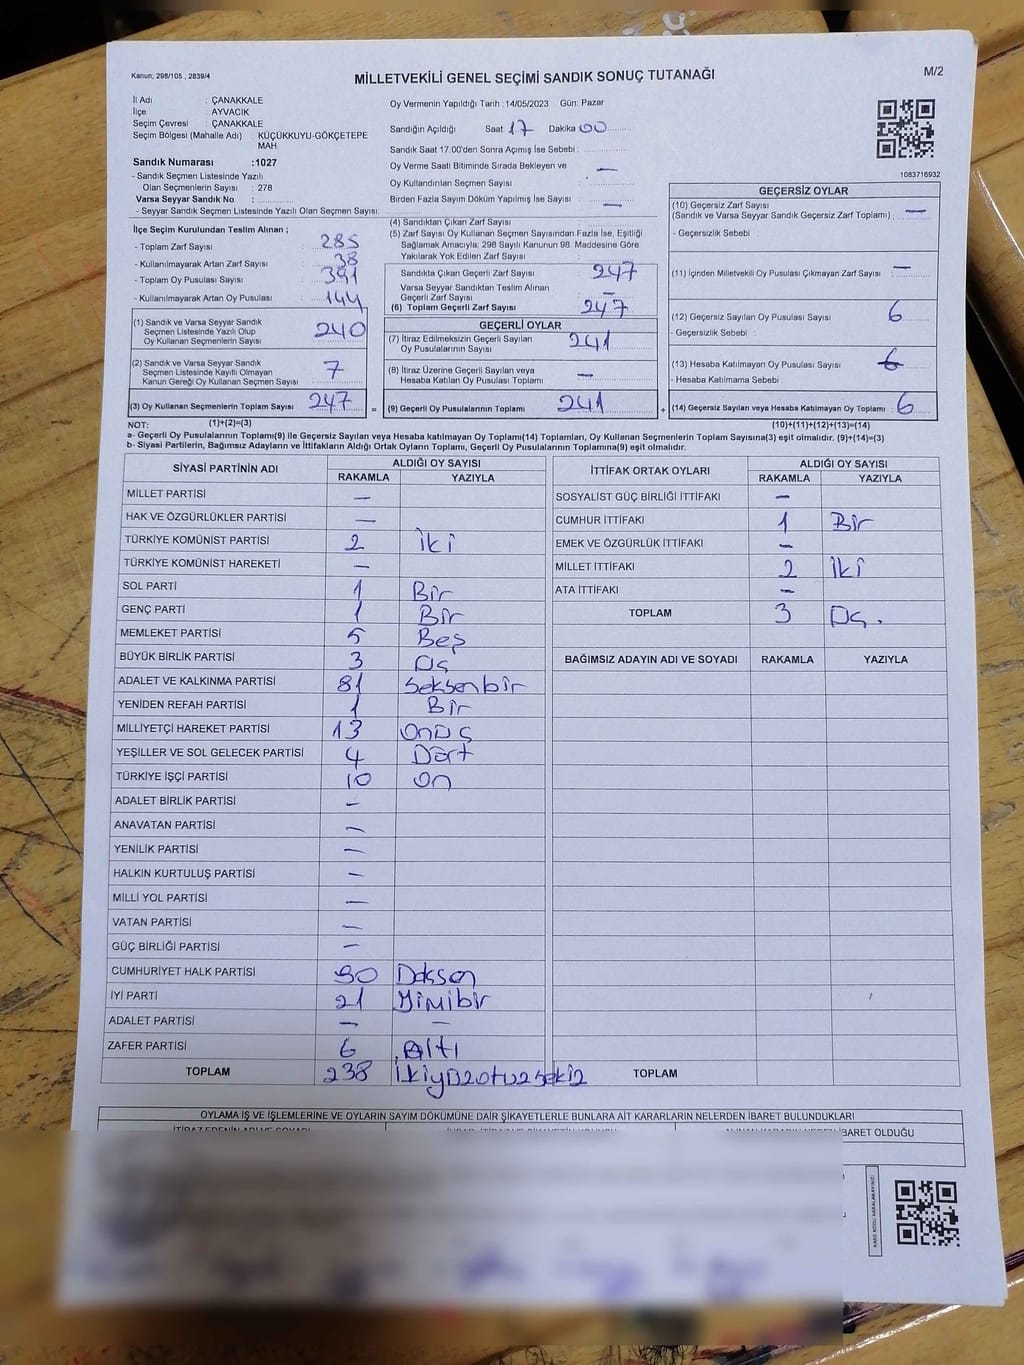 Kanun; 298/105 , 2839/4
MİLLETVEKİLİ GENEL SEÇİMİ SANDIK SONUÇ TUTANAĞI
M/2
İl Adı : ÇANAKKALE
İlçe : AYVACIK
Seçim Çevresi : ÇANAKKALE
Seçim Bölgesi (Mahalle Adı) : KÜÇÜKKUYU-GÖKÇETEPE MAH
Sandık Numarası :1027
- Sandık Seçmen Listesinde Yazılı
Olan Seçmenlerin Sayısı : 278
Varsa Seyyar Sandık No :
- Seyyar Sandık Seçmen Listesinde Yazılı Olan Seçmen Sayısı:
İlçe Seçim Kurulundan Teslim Alınan ;
- Toplam Zarf Sayısı : 285
- Kullanılmayarak Artan Zarf Sayısı : 38
- Toplam Oy Pusulası Sayısı : 391
- Kullanılmayarak Artan Oy Pusulası : 144
(1) Sandık ve Varsa Seyyar Sandık
Seçmen Listesinde Yazılı Olup
Oy Kullanan Seçmenlerin Sayısı : 240
(2) Sandık ve Varsa Seyyar Sandık
Seçmen Listesinde Kayıtlı Olmayan
Kanun Gereği Oy Kullanan Seçmen Sayısı : 7
(3) Oy Kullanan Seçmenlerin Toplam Sayısı : 247
Oy Vermenin Yapıldığı Tarih :14/05/2023 Gün: Pazar
Sandığın Açıldığı Saat: 17 Dakika 00
Sandık Saat 17.00'den Sonra Açımış İse Sebebi :
Oy Verme Saati Bitiminde Sırada Bekleyen ve
Oy Kullandırılan Seçmen Sayısı : —
Birden Fazla Sayım Döküm Yapılmış İse Sayısı : —
(4) Sandıktan Çıkan Zarf Sayısı :
(5) Zarf Sayısı Oy Kullanan Seçmen Sayısından Fazla İse, Eşitliği
Sağlamak Amacıyla; 298 Sayılı Kanunun 98. Maddesine Göre
Yakılarak Yok Edilen Zarf Sayısı :
Sandıkta Çıkan Geçerli Zarf Sayısı : 247
Varsa Seyyar Sandıktan Teslim Alınan
Geçerli Zarf Sayısı : —
(6) Toplam Geçerli Zarf Sayısı : 247
GEÇERLİ OYLAR
(7) İtiraz Edilmeksizin Geçerli Sayılan
Oy Pusulalarının Sayısı : 241
(8) İtiraz Üzerine Geçerli Sayılan veya
Hesaba Katılan Oy Pusulası Toplamı : —
= (9) Geçerli Oy Pusulalarının Toplamı : 241
1083716932
GEÇERSİZ OYLAR
(10) Geçersiz Zarf Sayısı
(Sandık ve Varsa Seyyar Sandık Geçersiz Zarf Toplamı) : —
- Geçersizlik Sebebi :
(11) İçinden Milletvekili Oy Pusulası Çıkmayan Zarf Sayısı : —
(12) Geçersiz Sayılan Oy Pusulası Sayısı : 6
- Geçersizlik Sebebi :
(13) Hesaba Katılmayan Oy Pusulası Sayısı : 6
- Hesaba Katılmama Sebebi :
+ (14) Geçersiz Sayılan veya Hesaba Katılmayan Oy Toplamı : 6
NOT: (1)+(2)=(3) (10)+(11)+(12)+(13)=(14)
a- Geçerli Oy Pusulalarının Toplamı(9) ile Geçersiz Sayılan veya Hesaba katılmayan Oy Toplamı(14) Toplamları, Oy Kullanan Seçmenlerin Toplam Sayısına(3) eşit olmalıdır. (9)+(14)=(3)
b- Siyasi Partilerin, Bağımsız Adayların ve İttifakların Aldığı Ortak Oyların Toplamı, Geçerli Oy Pusulalarının Toplamına(9) eşit olmalıdır.
SİYASİ PARTİNİN ADI ALDIĞI OY SAYISI
RAKAMLA YAZIYLA
MİLLET PARTİSİ —
HAK VE ÖZGÜRLÜKLER PARTİSİ —
TÜRKİYE KOMÜNİST PARTİSİ 2 iki
TÜRKİYE KOMÜNİST HAREKETİ —
SOL PARTİ 1 Bir
GENÇ PARTİ 1 Bir
MEMLEKET PARTİSİ 5 Beş
BÜYÜK BİRLİK PARTİSİ 3 Üç
ADALET VE KALKINMA PARTİSİ 81 Seksenbir
YENİDEN REFAH PARTİSİ 1 Bir
MİLLİYETÇİ HAREKET PARTİSİ 13 onüç
YEŞİLLER VE SOL GELECEK PARTİSİ 4 Dört
TÜRKİYE İŞÇİ PARTİSİ 10 on
ADALET BİRLİK PARTİSİ —
ANAVATAN PARTİSİ —
YENİLİK PARTİSİ —
HALKIN KURTULUŞ PARTİSİ —
MİLLİ YOL PARTİSİ —
VATAN PARTİSİ —
GÜÇ BİRLİĞİ PARTİSİ —
CUMHURİYET HALK PARTİSİ 90 Doksan
İYİ PARTİ 21 Yirmibir
ADALET PARTİSİ — —
ZAFER PARTİSİ 6 Altı
TOPLAM 238 ikiyüzotuzsekiz
İTTİFAK ORTAK OYLARI ALDIĞI OY SAYISI
RAKAMLA YAZIYLA
SOSYALİST GÜÇ BİRLİĞİ İTTİFAKI —
CUMHUR İTTİFAKI 1 Bir
EMEK VE ÖZGÜRLÜK İTTİFAKI —
MİLLET İTTİFAKI 2 iki
ATA İTTİFAKI —
TOPLAM 3 Üç.
BAĞIMSIZ ADAYIN ADI VE SOYADI RAKAMLA YAZIYLA
TOPLAM
OYLAMA İŞ VE İŞLEMLERİNE VE OYLARIN SAYIM DÖKÜMÜNE DAİR ŞİKAYETLERLE BUNLARA AİT KARARLARIN NELERDEN İBARET BULUNDUKLARI
İTİRAZ EDENİN ADI VE SOYADI ALINAN KARARIN NEDEN İBARET OLDUĞU